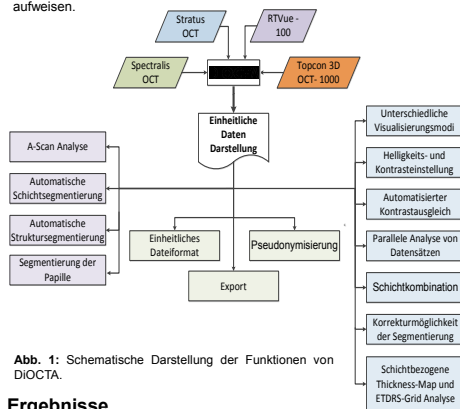 aufweisen.
Stratus
OCT
RTVue -
100
Spectralis
OCT
Topcon 3D
OCT- 1000
Einheitliche
Daten
Darstellung
A-Scan Analyse
Automatische
Schichtsegmentierung
Automatische
Struktursegmentierung
Segmentierung der
Papille
Einheitliches
Dateiformat
Pseudonymisierung
Export
Unterschiedliche
Visualisierungsmodi
Helligkeits- und
Kontrasteinstellung
Automatisierter
Kontrastausgleich
Parallele Analyse von
Datensätzen
Schichtkombination
Korrekturmöglichkeit
der Segmentierung
Schichtbezogene
Thickness-Map und
ETDRS-Grid Analyse
Abb. 1: Schematische Darstellung der Funktionen von
DiOCTA.
Ergebnisse